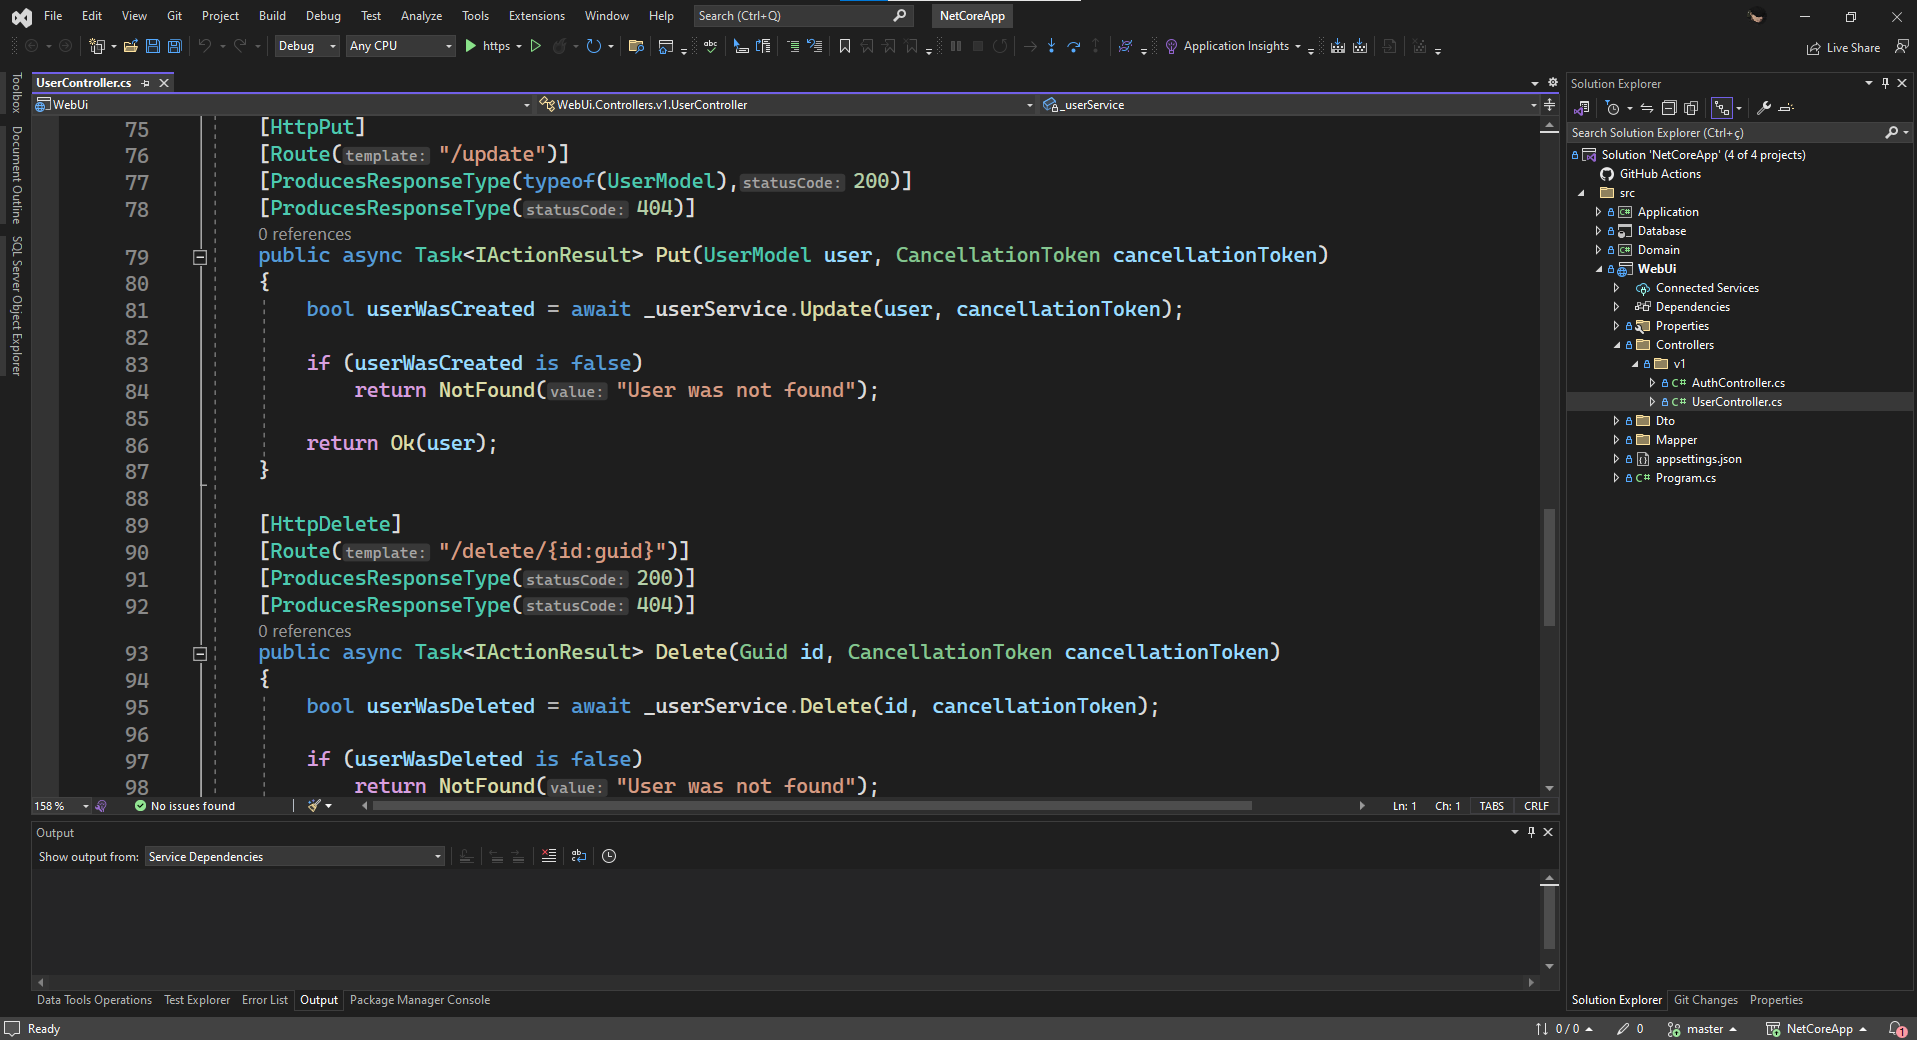 File Edit View Git Project Build Debug Test Analyze Tools Extensions Window Help Search (Ctrl+Q) NetCoreApp
Debug Any CPU https Application Insights Live Share
Toolbox
Document Outline
SQL Server Object Explorer
UserController.cs
WebUi WebUi.Controllers.v1.UserController _userService
75 [HttpPut]
76 [Route(template: "/update")]
77 [ProducesResponseType(typeof(UserModel), statusCode: 200)]
78 [ProducesResponseType(statusCode: 404)]
0 references
79 public async Task<IActionResult> Put(UserModel user, CancellationToken cancellationToken)
80 {
81 bool userWasCreated = await _userService.Update(user, cancellationToken);
82
83 if (userWasCreated is false)
84 return NotFound(value: "User was not found");
85
86 return Ok(user);
87 }
88
89 [HttpDelete]
90 [Route(template: "/delete/{id:guid}")]
91 [ProducesResponseType(statusCode: 200)]
92 [ProducesResponseType(statusCode: 404)]
0 references
93 public async Task<IActionResult> Delete(Guid id, CancellationToken cancellationToken)
94 {
95 bool userWasDeleted = await _userService.Delete(id, cancellationToken);
96
97 if (userWasDeleted is false)
98 return NotFound(value: "User was not found");
158 % No issues found Ln: 1 Ch: 1 TABS CRLF
Output
Show output from: Service Dependencies
Data Tools Operations Test Explorer Error List Output Package Manager Console
Solution Explorer
Search Solution Explorer (Ctrl+ç)
Solution 'NetCoreApp' (4 of 4 projects)
GitHub Actions
src
C# Application
Database
C# Domain
WebUi
Connected Services
Dependencies
Properties
Controllers
v1
C# AuthController.cs
C# UserController.cs
Dto
Mapper
appsettings.json
C# Program.cs
Solution Explorer Git Changes Properties
Ready 0 / 0 0 master NetCoreApp 1